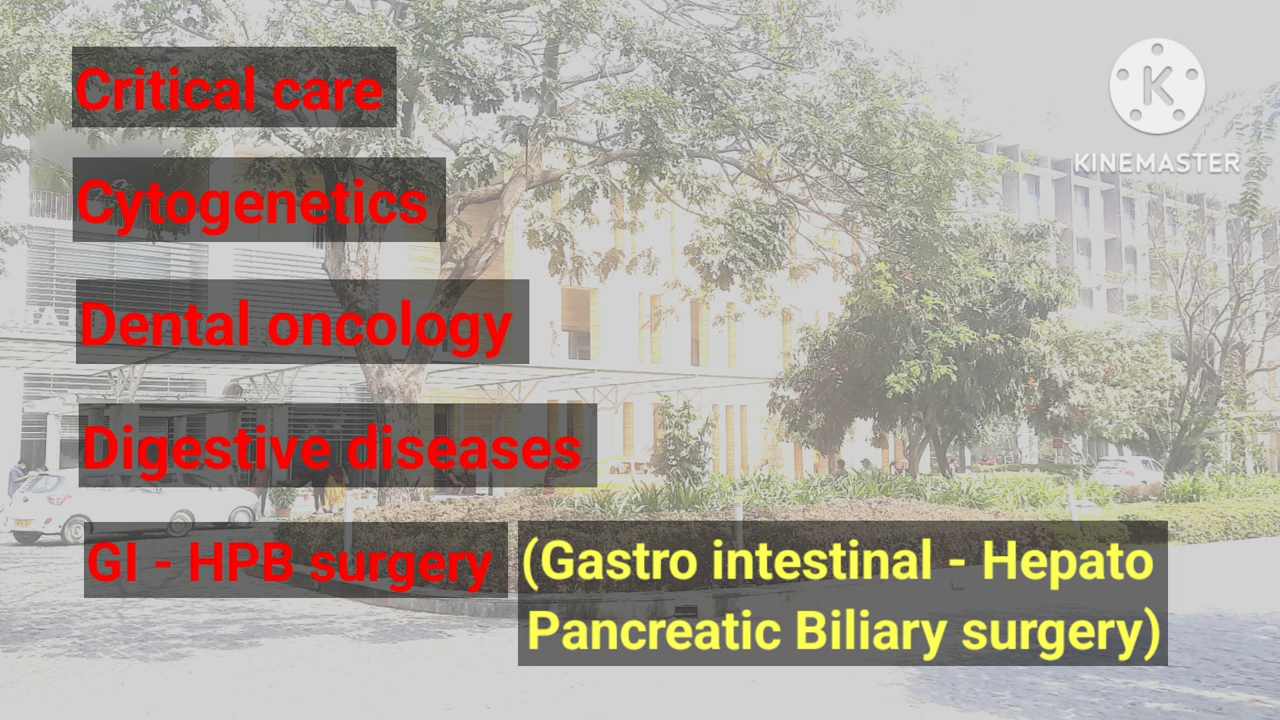 Critical care
KINEMASTER
Cytogenetics
Dental oncology
Digestive diseases
GI - HPB surgery (Gastro intestinal - Hepato
Pancreatic Biliary surgery)